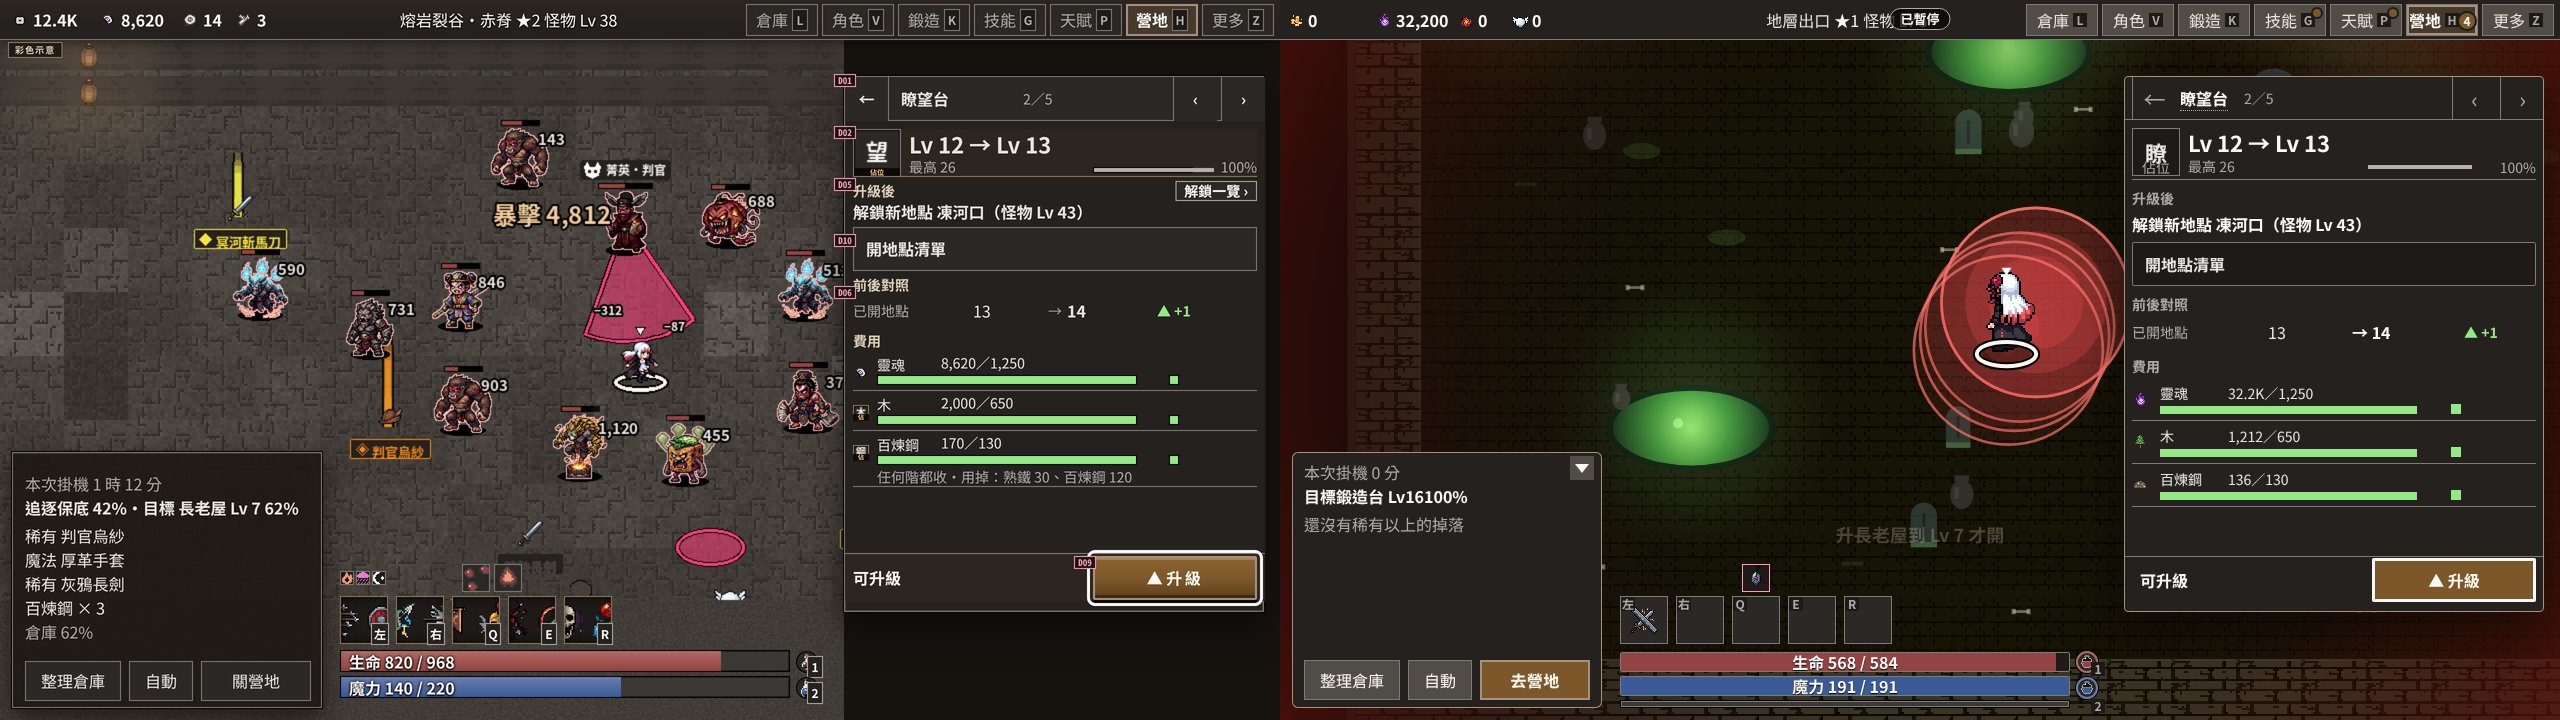 12.4K 8,620 14 3
熔岩裂谷・赤脊 ★2 怪物 Lv 38
倉庫 L 角色 V 鍛造 K 技能 G 天賦 P 營地 H 更多 Z
彩色示意
143
菁英・判官
暴擊 4,812
688
冥河斬馬刀
590
846
731
-312
-87
903
1,120
455
判官烏紗
本次掛機 1 時 12 分
追逐保底 42%・目標 長老屋 Lv 7 62%
稀有 判官烏紗
魔法 厚革手套
稀有 灰鴉長劍
百煉鋼 × 3
倉庫 62%
整理倉庫 自動 關營地
左 右 Q E R
生命 820 / 968 1
魔力 140 / 220 2
D01
← 瞭望台 2／5 ‹ ›
D02
望 Lv 12 → Lv 13
佔位 最高 26 100%
D05
升級後 解鎖一覽 ›
解鎖新地點 凍河口（怪物 Lv 43）
D10
開地點清單
D06
前後對照
已開地點 13 → 14 ▲ +1
費用
靈魂 8,620／1,250
木 2,000／650
百煉鋼 170／130
任何階都收・用掉：熟鐵 30、百煉鋼 120
D09
可升級 ▲ 升級
0 32,200 0 0
地層出口 ★1 怪物 已暫停
倉庫 L 角色 V 鍛造 K 技能 G 天賦 P 營地 H 4 更多 Z
本次掛機 0 分
目標鍛造台 Lv16100%
還沒有稀有以上的掉落
整理倉庫 自動 去營地
升長老屋到 Lv 7 才開
左 右 Q E R
生命 568 / 584 1
魔力 191 / 191
2
← 瞭望台 2／5 ‹ ›
瞭 Lv 12 → Lv 13
佔位 最高 26 100%
升級後
解鎖新地點 凍河口（怪物 Lv 43）
開地點清單
前後對照
已開地點 13 → 14 ▲ +1
費用
靈魂 32.2K／1,250
木 1,212／650
百煉鋼 136／130
可升級 ▲ 升級